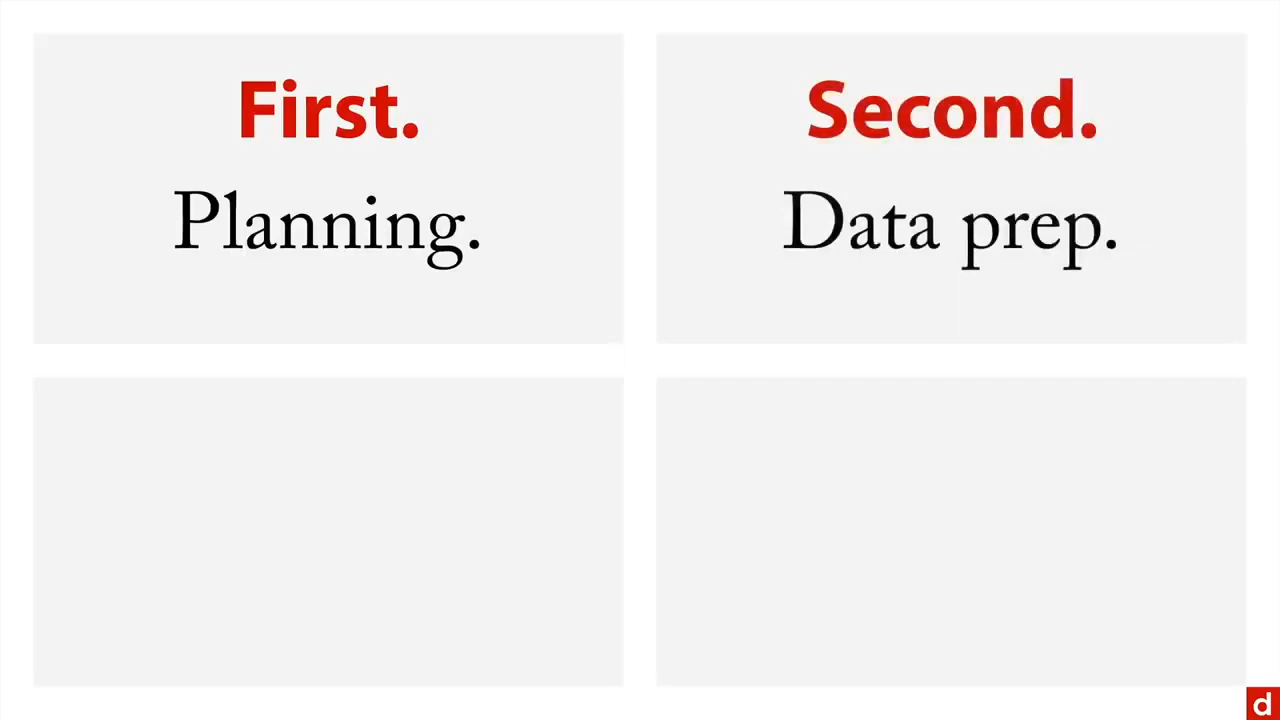 First.
Planning.
Second.
Data prep.
d